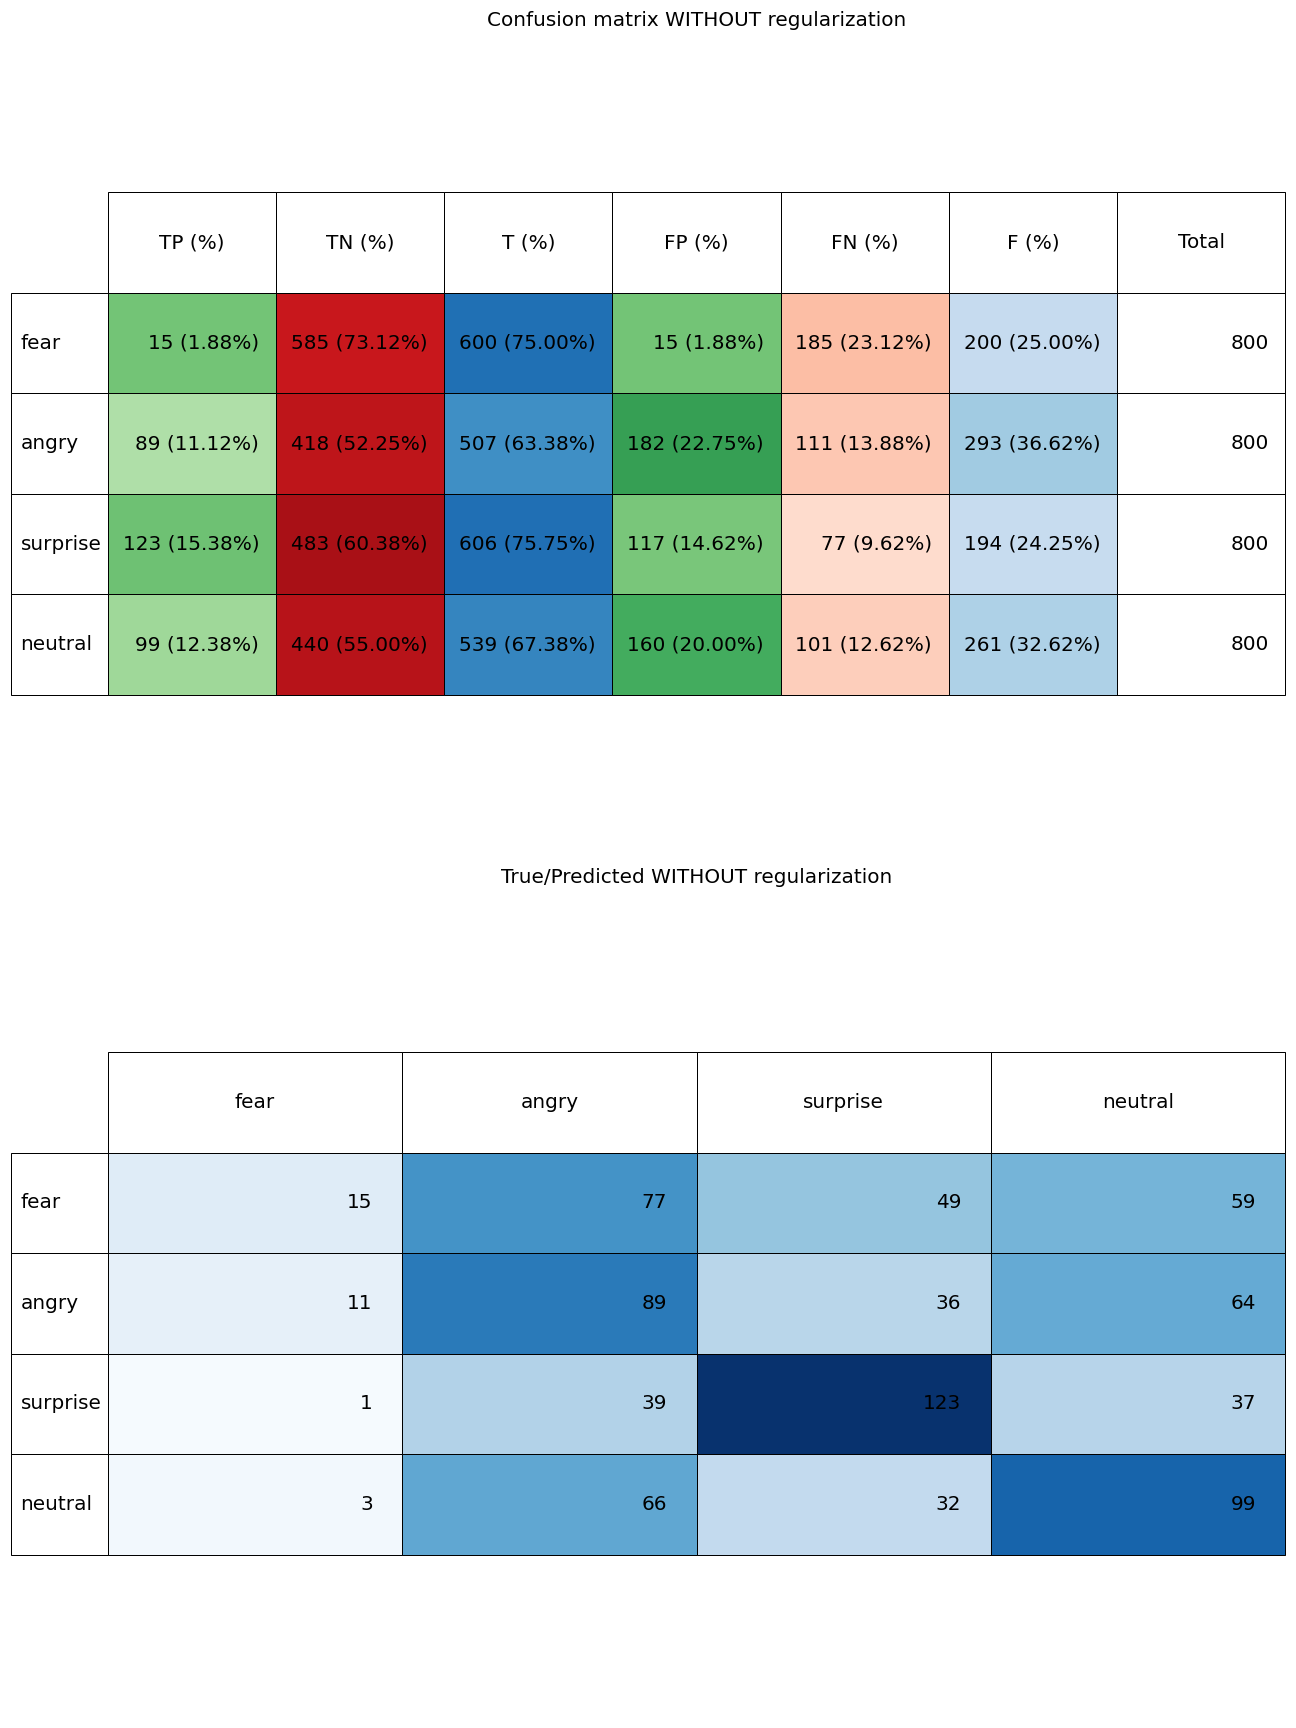 Confusion matrix WITHOUT regularization
TP (%) TN (%) T (%) FP (%) FN (%) F (%) Total
fear 15 (1.88%) 585 (73.12%) 600 (75.00%) 15 (1.88%) 185 (23.12%) 200 (25.00%) 800
angry 89 (11.12%) 418 (52.25%) 507 (63.38%) 182 (22.75%) 111 (13.88%) 293 (36.62%) 800
surprise 123 (15.38%) 483 (60.38%) 606 (75.75%) 117 (14.62%) 77 (9.62%) 194 (24.25%) 800
neutral 99 (12.38%) 440 (55.00%) 539 (67.38%) 160 (20.00%) 101 (12.62%) 261 (32.62%) 800
True/Predicted WITHOUT regularization
fear angry surprise neutral
fear 15 77 49 59
angry 11 89 36 64
surprise 1 39 123 37
neutral 3 66 32 99